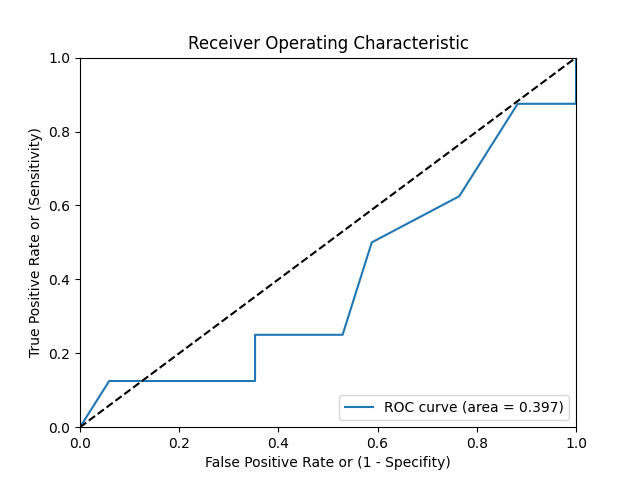 Receiver Operating Characteristic
1.0
0.8
0.6
0.4
0.2
0.0
True Positive Rate or (Sensitivity)
ROC curve (area = 0.397)
0.0 0.2 0.4 0.6 0.8 1.0
False Positive Rate or (1 - Specifity)